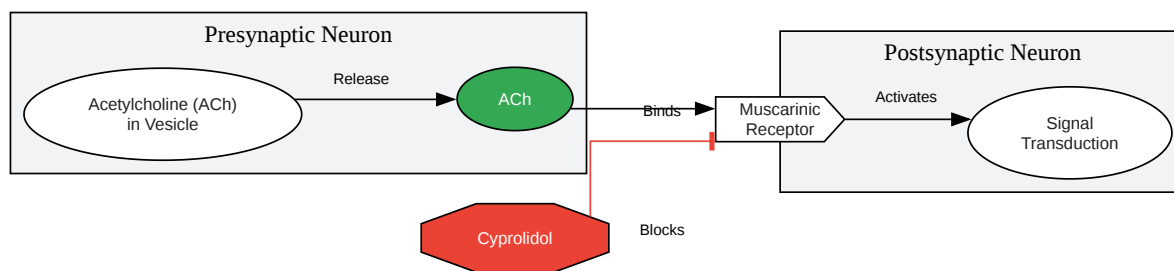 Presynaptic Neuron
Postsynaptic Neuron
Acetylcholine (ACh)
in Vesicle
Release
ACh
Binds
Muscarinic
Receptor
Activates
Signal
Transduction
Cyprolidol
Blocks